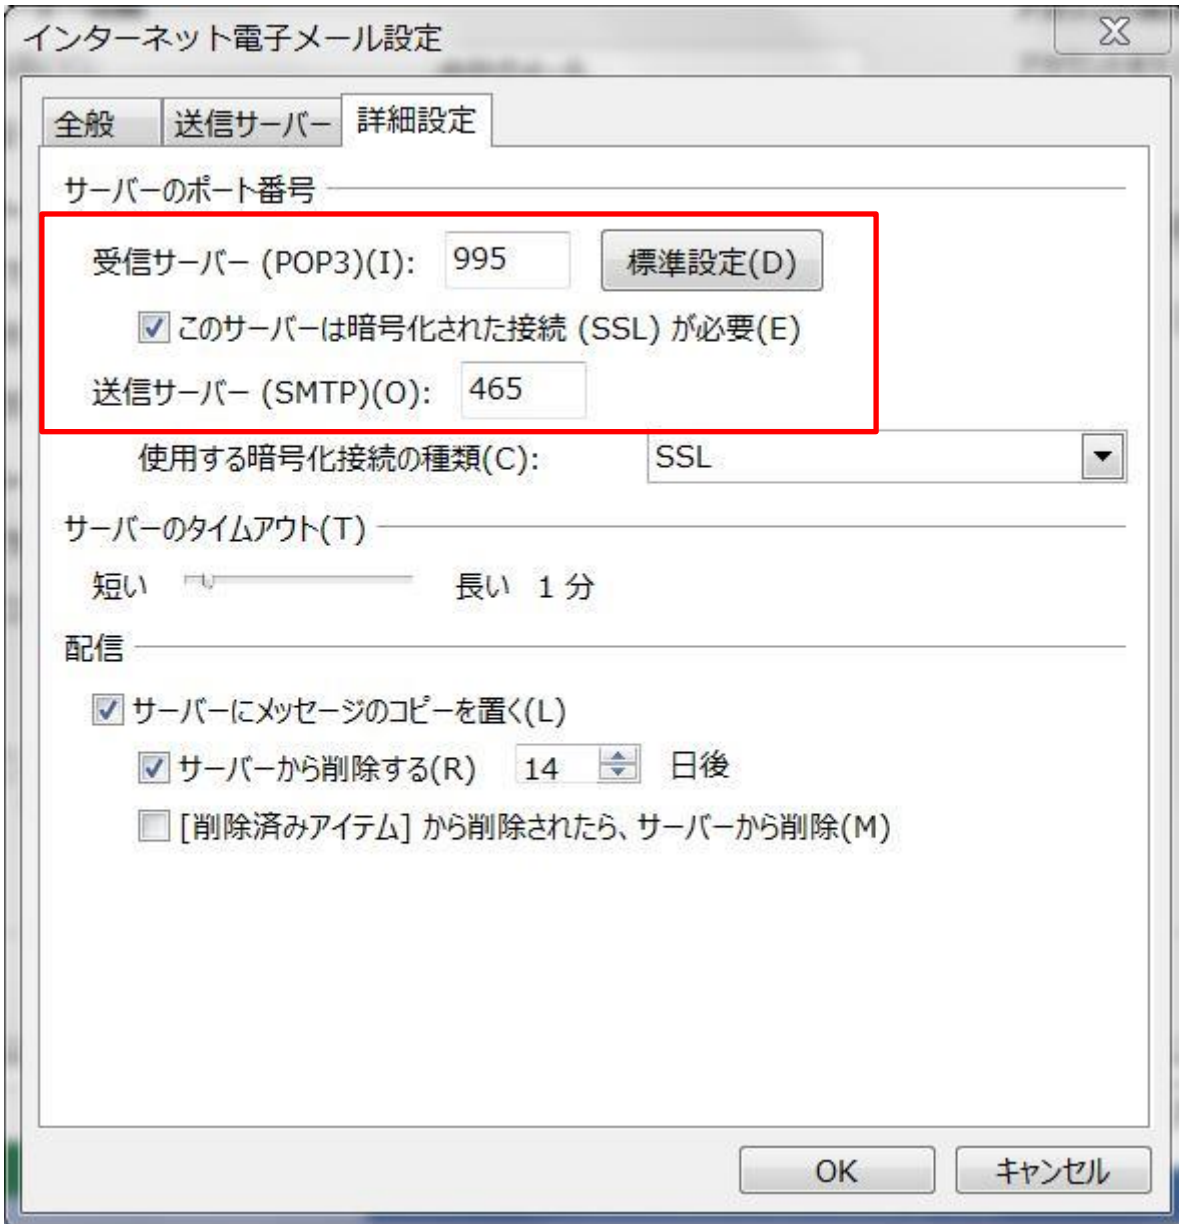 インターネット電子メール設定
全般 送信サーバー 詳細設定
サーバーのポート番号
受信サーバー (POP3)(I): 995 標準設定(D)
このサーバーは暗号化された接続 (SSL) が必要(E)
送信サーバー (SMTP)(O): 465
使用する暗号化接続の種類(C): SSL
サーバーのタイムアウト(T)
短い 長い 1 分
配信
サーバーにメッセージのコピーを置く(L)
サーバーから削除する(R) 14 日後
[削除済みアイテム] から削除されたら、サーバーから削除(M)
OK キャンセル